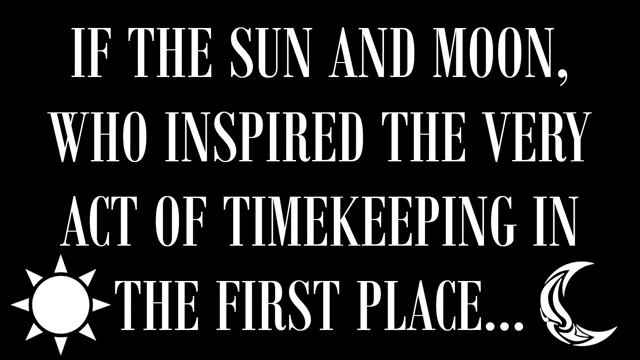 IF THE SUN AND MOON,
WHO INSPIRED THE VERY
ACT OF TIMEKEEPING IN
THE FIRST PLACE...